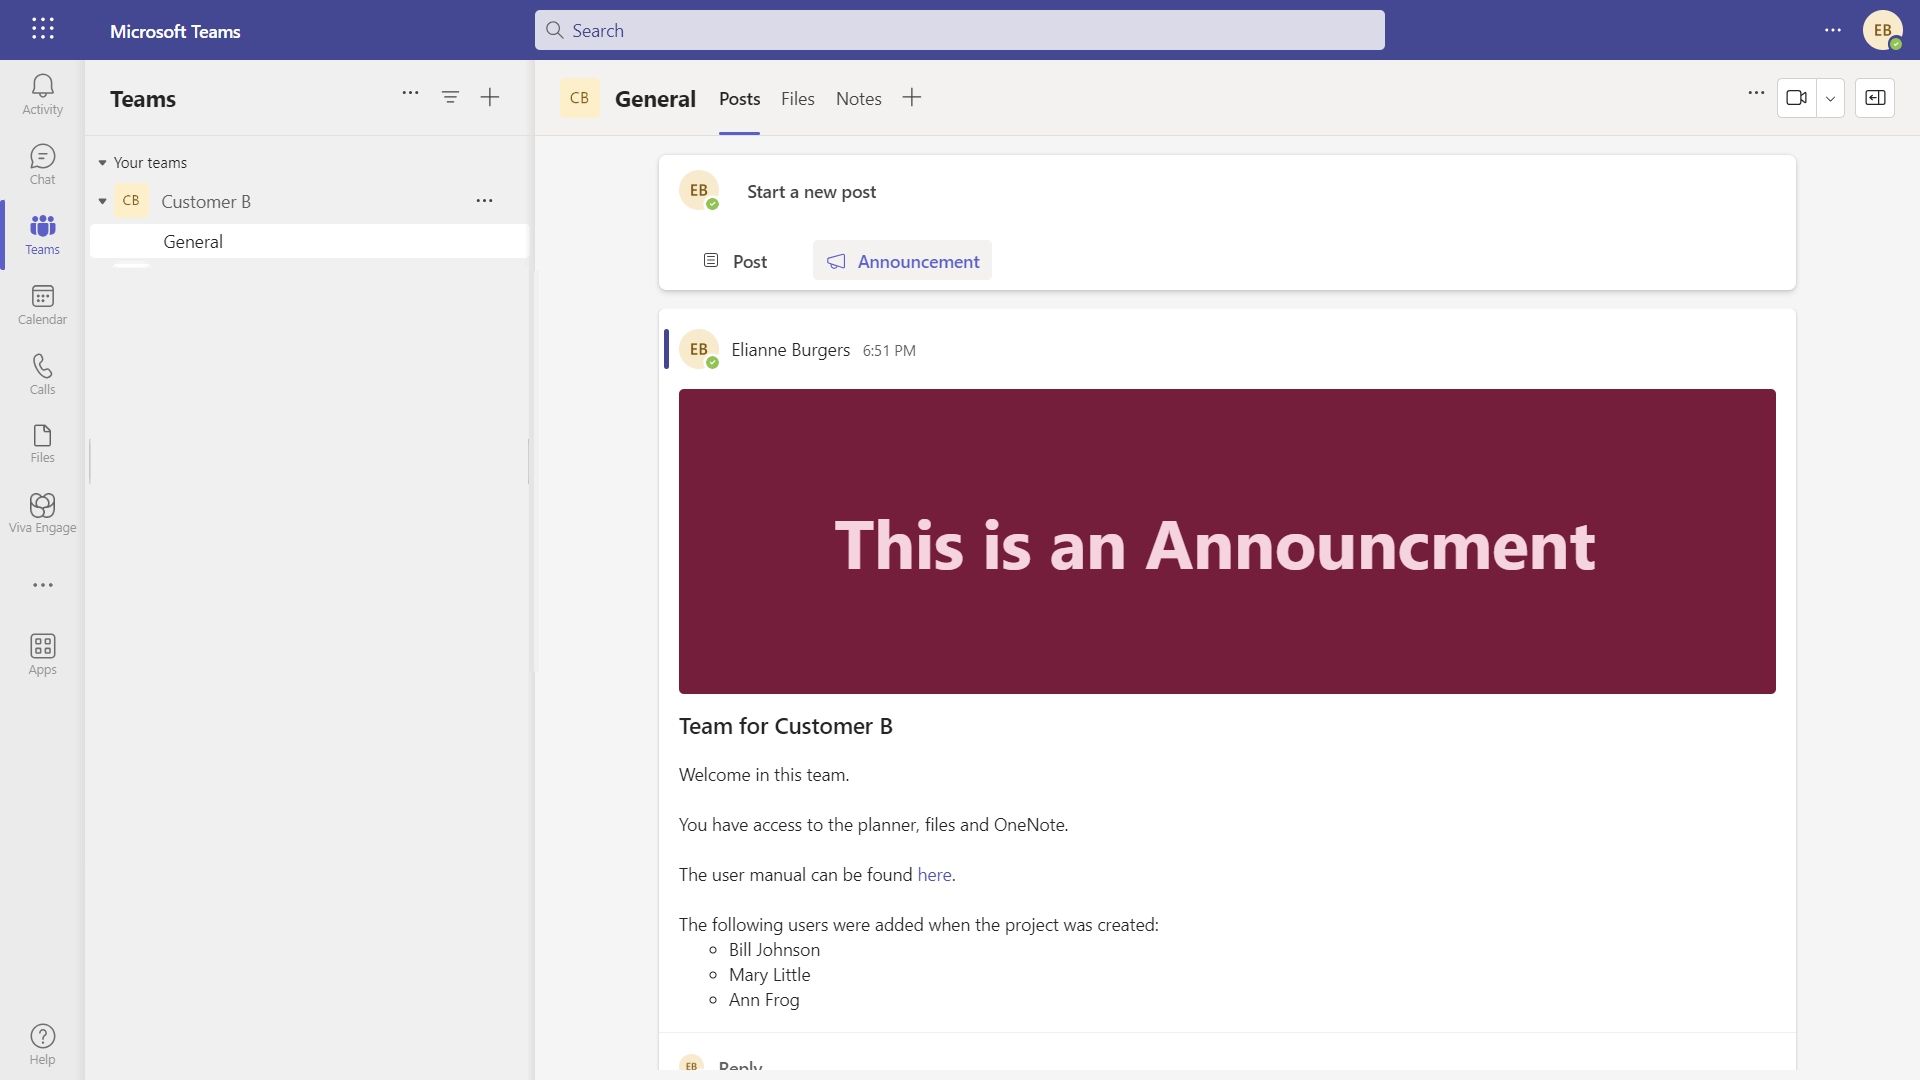 Microsoft Teams
Search
EB
Activity
Chat
Teams
Calendar
Calls
Files
Viva Engage
Apps
Help
Teams
Your teams
CB
Customer B
General
CB
General
Posts
Files
Notes
EB
Start a new post
Post
Announcement
EB
Elianne Burgers 6:51 PM
This is an Announcment
Team for Customer B
Welcome in this team.
You have access to the planner, files and OneNote.
The user manual can be found here.
The following users were added when the project was created:
Bill Johnson
Mary Little
Ann Frog
EB
Reply